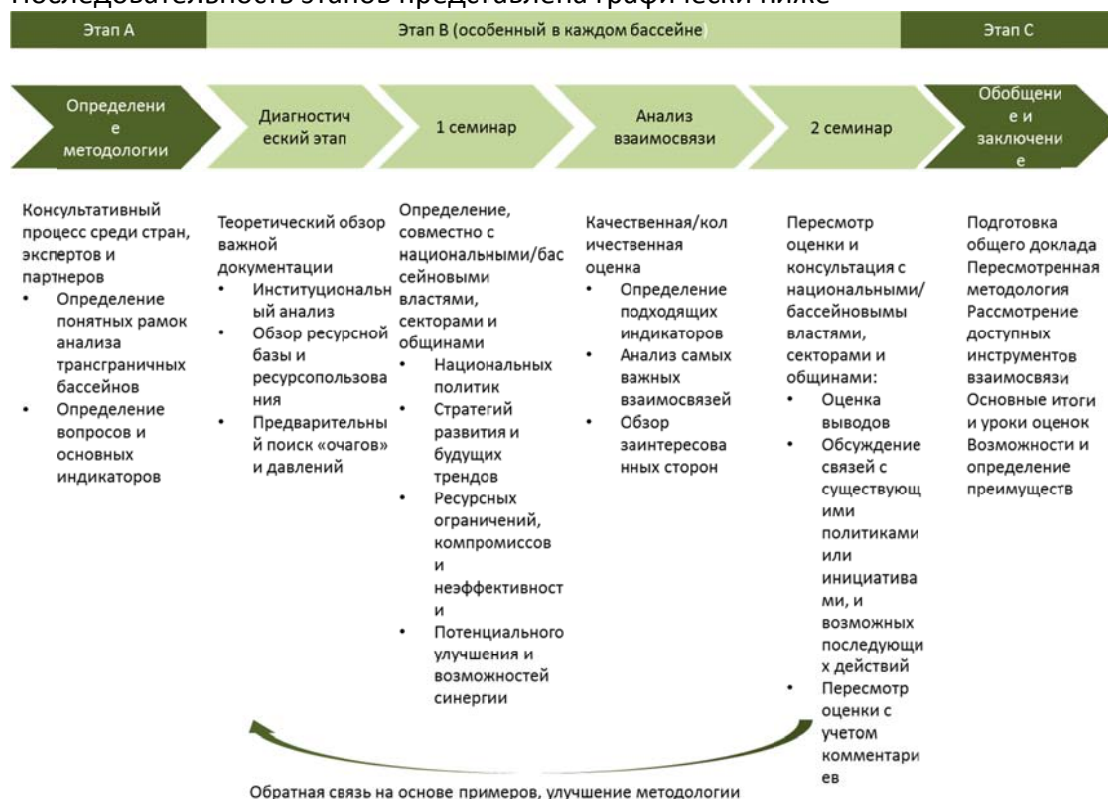 Последовательность этапов представлена графически ниже
Этап А
Этап В (особенный в каждом бассейне)
Этап С
Определени
е
методологии
Диагностич
еский этап
1 семинар
Анализ
взаимосвязи
2 семинар
Обобщени
е и
заключени
е
Консультативный
процесс среди стран,
экспертов и
партнеров
• Определение
понятных рамок
анализа
трансграничных
бассейнов
• Определение
вопросов и
основных
индикаторов
Теоретический обзор
важной
документации
• Институциональн
ый анализ
• Обзор ресурсной
базы и
ресурсопользова
ния
• Предварительны
й поиск «очагов»
и давлений
Определение,
совместно с
национальными/бас
сейновыми
властями,
секторами и
общинами
• Национальных
политик
• Стратегий
развития и
будущих
трендов
• Ресурсных
ограничений,
компромиссов
и
неэффективност
и
• Потенциального
улучшения и
возможностей
синергии
Качественная/кол
ичественная
оценка
• Определение
подходящих
индикаторов
• Анализ самых
важных
взаимосвязей
• Обзор
заинтересова
нных сторон
Пересмотр
оценки и
консультация с
национальными/
бассейновымы
властями,
секторами и
общинами:
• Оценка
выводов
• Обсуждение
связей с
существующ
ими
политиками
или
инициатива
ми, и
возможных
последующи
х действий
• Пересмотр
оценки с
учетом
комментари
ев
Подготовка
общего доклада
Пересмотренная
методология
Рассмотрение
доступных
инструментов
взаимосвязи
Основные итоги
и уроки оценок
Возможности и
определение
преимуществ
Обратная связь на основе примеров, улучшение методологии